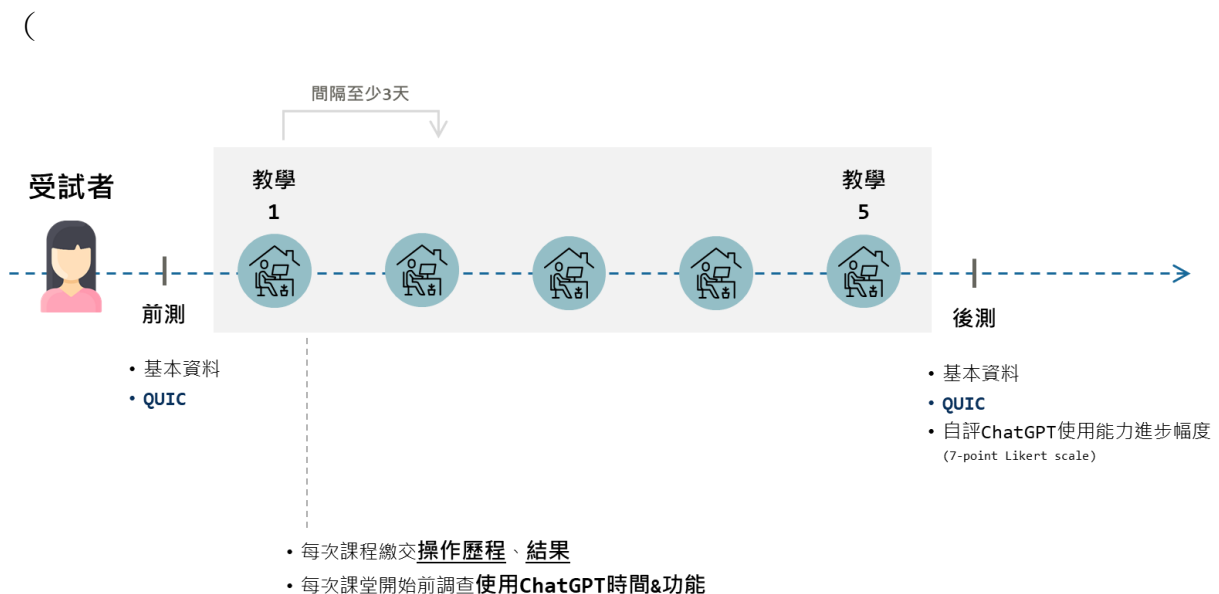 （
間隔至少3天
受試者
教學
1
教學
5
前測
後測
• 基本資料
• QUIC
• 基本資料
• QUIC
• 自評ChatGPT使用能力進步幅度
(7-point Likert scale)
• 每次課程繳交操作歷程、結果
• 每次課堂開始前調查使用ChatGPT時間&功能